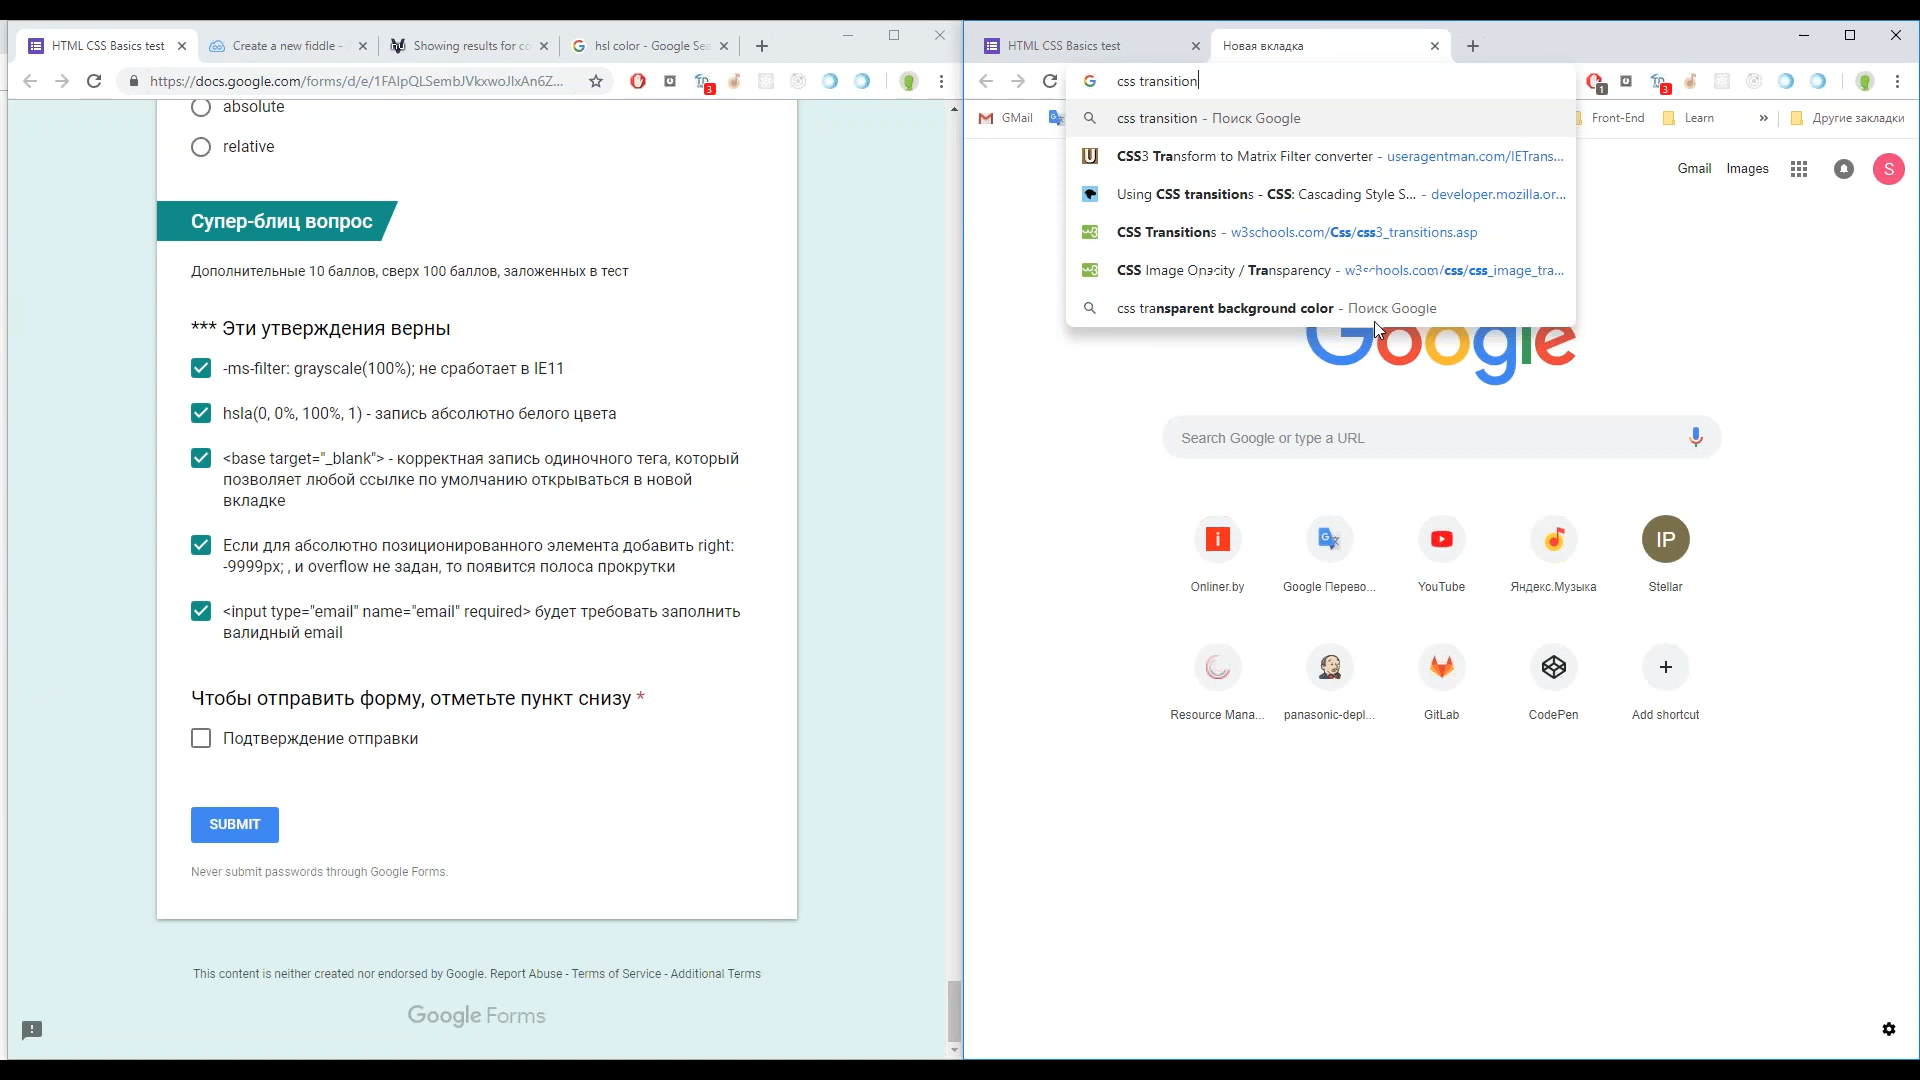 HTML CSS Basics test
Create a new fiddle -
Showing results for co
hsl color - Google Sea
https://docs.google.com/forms/d/e/1FAIpQLSembJVkxwoJlxAn6Z...
3
absolute
relative
Супер-блиц вопрос
Дополнительные 10 баллов, сверх 100 баллов, заложенных в тест
*** Эти утверждения верны
-ms-filter: grayscale(100%); не сработает в IE11
hsla(0, 0%, 100%, 1) - запись абсолютно белого цвета
<base target="_blank"> - корректная запись одиночного тега, который
позволяет любой ссылке по умолчанию открываться в новой
вкладке
Если для абсолютно позиционированного элемента добавить right:
-9999px; , и overflow не задан, то появится полоса прокрутки
<input type="email" name="email" required> будет требовать заполнить
валидный email
Чтобы отправить форму, отметьте пункт снизу *
Подтверждение отправки
SUBMIT
Never submit passwords through Google Forms.
This content is neither created nor endorsed by Google. Report Abuse - Terms of Service - Additional Terms
Google Forms
HTML CSS Basics test
Новая вкладка
css transition
1
3
GMail
Front-End
Learn
»
Другие закладки
css transition - Поиск Google
CSS3 Transform to Matrix Filter converter - useragentman.com/IETrans...
Using CSS transitions - CSS: Cascading Style S... - developer.mozilla.or...
CSS Transitions - w3schools.com/Css/css3_transitions.asp
CSS Image Opacity / Transparency - w3schools.com/css/css_image_tra...
css transparent background color - Поиск Google
Gmail
Images
S
Google
Search Google or type a URL
Onliner.by
Google Перево...
YouTube
Яндекс.Музыка
IP
Stellar
Resource Mana...
panasonic-depl...
GitLab
CodePen
Add shortcut